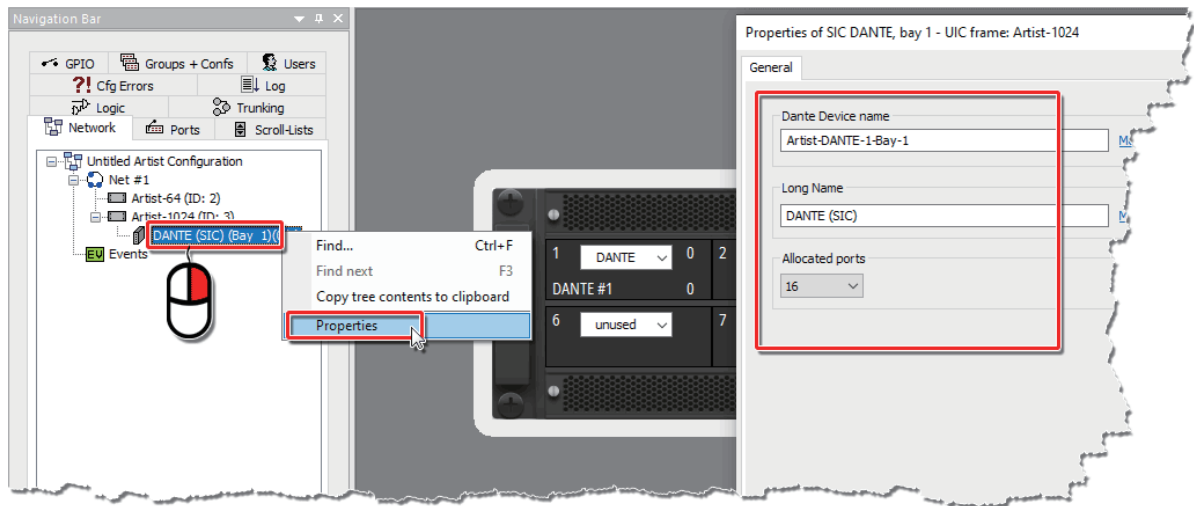 Navigation Bar
GPIO
Groups + Confs
Users
?! Cfg Errors
Log
Logic
Trunking
Network
Ports
Scroll-Lists
Untitled Artist Configuration
Net #1
Artist-64 (ID: 2)
Artist-1024 (ID: 3)
DANTE (SIC) (Bay 1)
EV Events
Find... Ctrl+F
Find next F3
Copy tree contents to clipboard
Properties
1 DANTE 0 2
DANTE #1 0
6 unused 7
Properties of SIC DANTE, bay 1 - UIC frame: Artist-1024
General
Dante Device name
Artist-DANTE-1-Bay-1
Long Name
DANTE (SIC)
Allocated ports
16